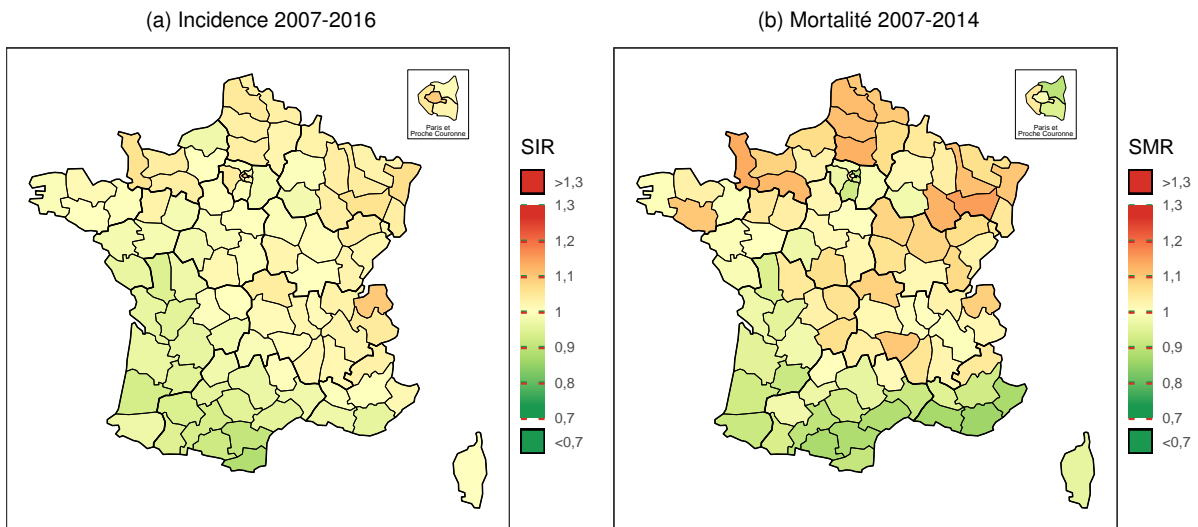 (a) Incidence 2007-2016
Paris et
Proche Couronne
SIR
>1,3
1,3
1,2
1,1
1
0,9
0,8
0,7
<0,7
(b) Mortalité 2007-2014
Paris et
Proche Couronne
SMR
>1,3
1,3
1,2
1,1
1
0,9
0,8
0,7
<0,7